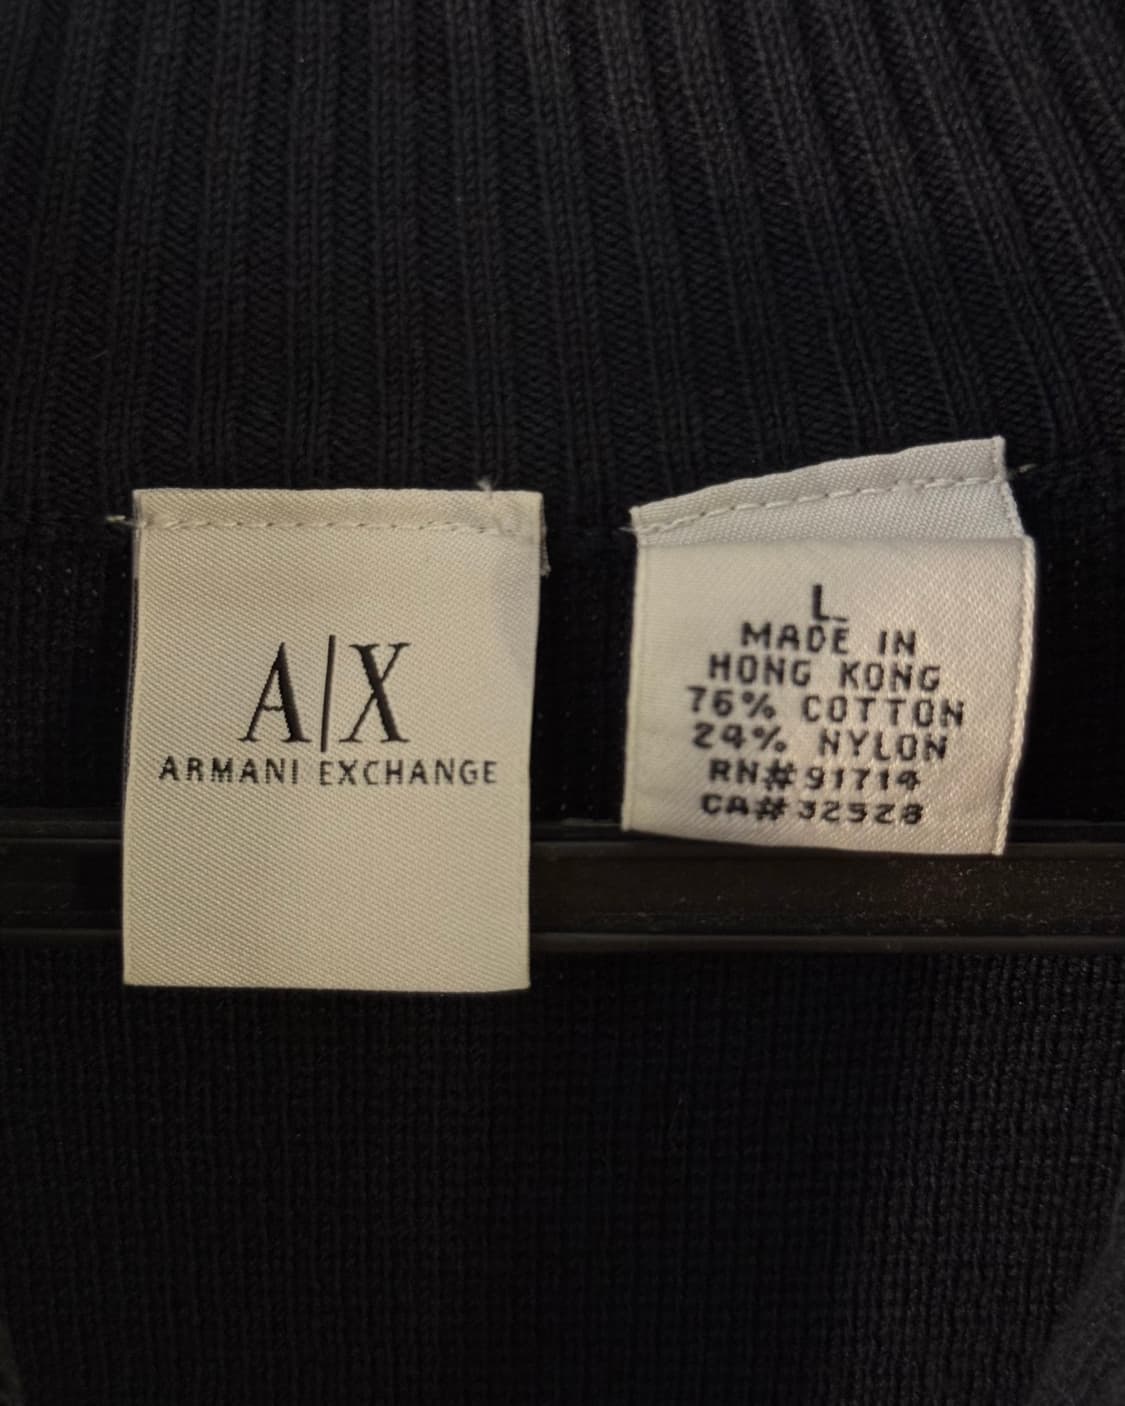 A|X
ARMANI EXCHANGE
L
MADE IN
HONG KONG
76% COTTON
24% NYLON
RN# 91714
CA# 32528